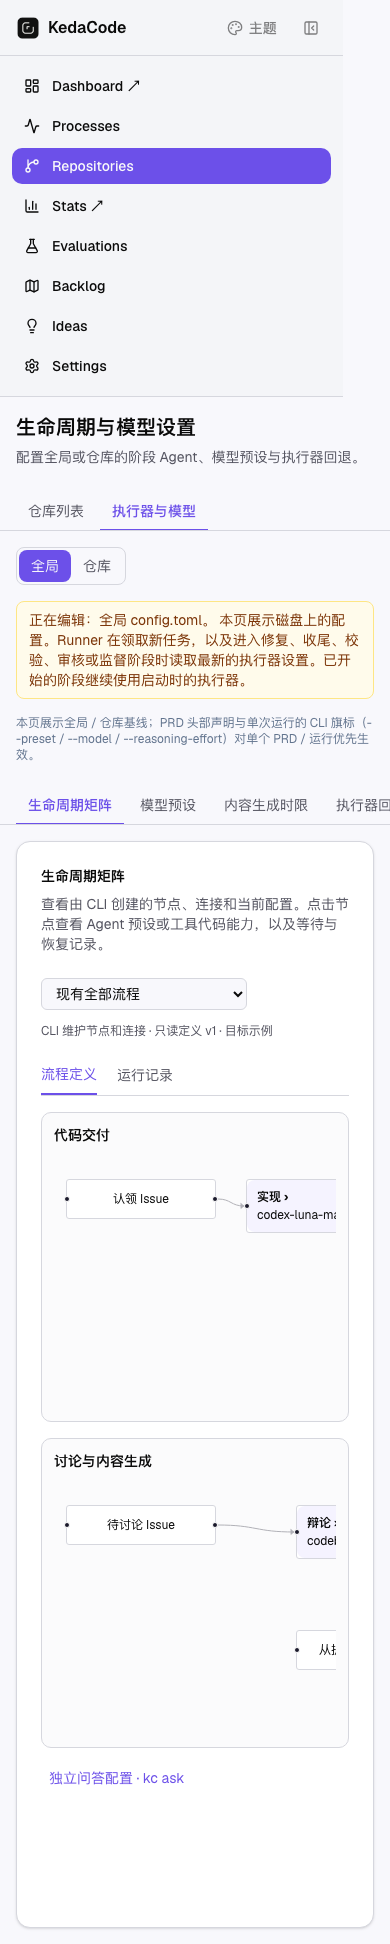 KedaCode
主题
Dashboard ↗
Processes
Repositories
Stats ↗
Evaluations
Backlog
Ideas
Settings
生命周期与模型设置
配置全局或仓库的阶段 Agent、模型预设与执行器回退。
仓库列表
执行器与模型
全局
仓库
正在编辑：全局 config.toml。 本页展示磁盘上的配
置。Runner 在领取新任务，以及进入修复、收尾、校
验、审核或监督阶段时读取最新的执行器设置。已开
始的阶段继续使用启动时的执行器。
本页展示全局 / 仓库基线；PRD 头部声明与单次运行的 CLI 旗标（-
-preset / --model / --reasoning-effort）对单个 PRD / 运行优先生
效。
生命周期矩阵
模型预设
内容生成时限
执行器回
生命周期矩阵
查看由 CLI 创建的节点、连接和当前配置。点击节
点查看 Agent 预设或工具代码能力，以及等待与
恢复记录。
现有全部流程
CLI 维护节点和连接 · 只读定义 v1 · 目标示例
流程定义
运行记录
代码交付
认领 Issue
实现 ›
codex-luna-ma
讨论与内容生成
待讨论 Issue
辩论 ›
code
从
独立问答配置 · kc ask